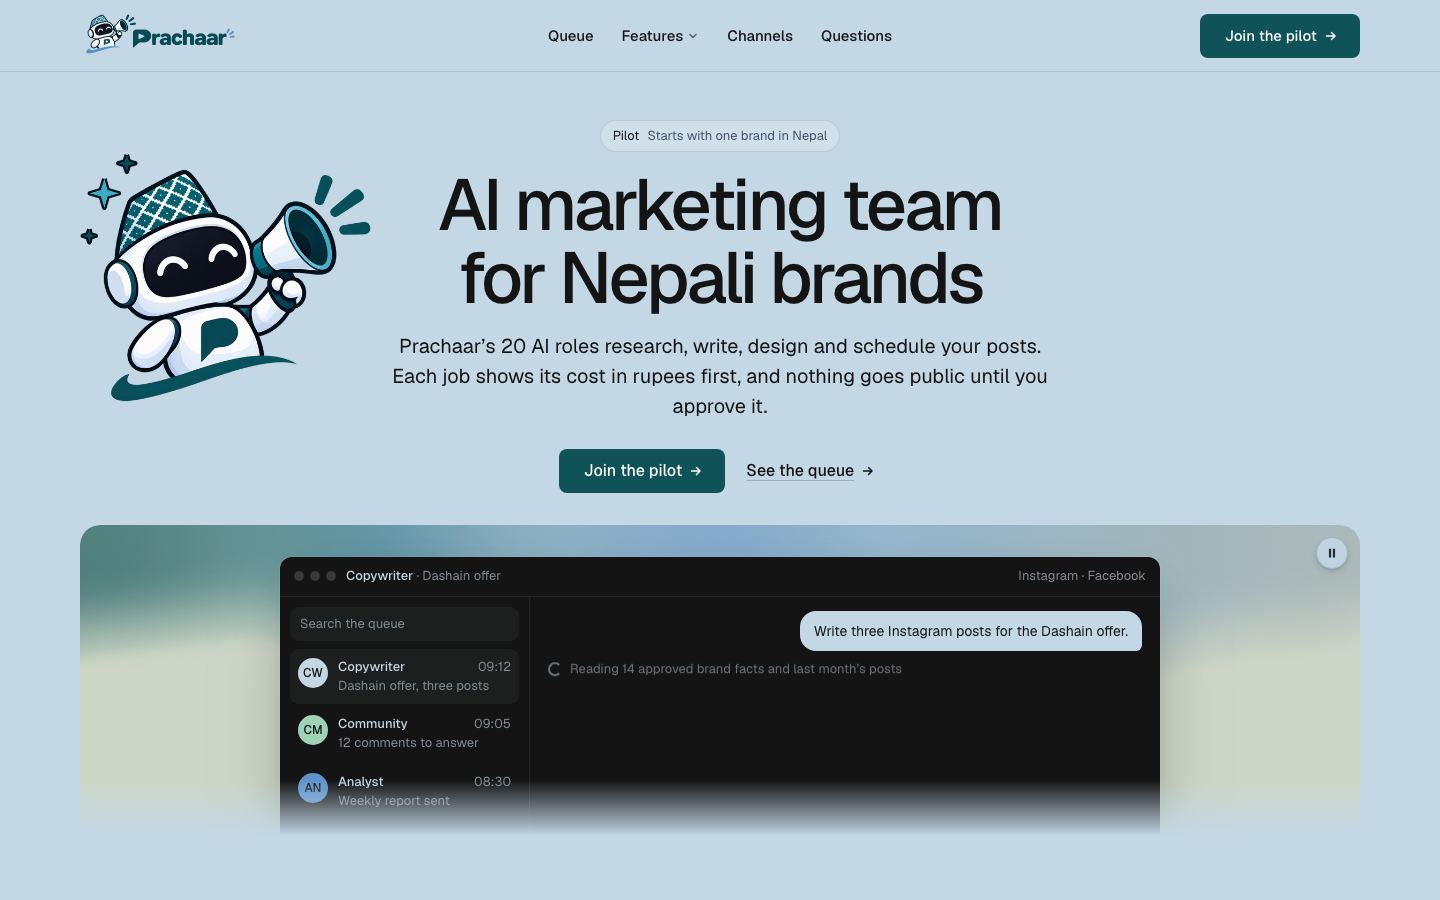 Prachaar
Queue
Features
Channels
Questions
Join the pilot →
Pilot Starts with one brand in Nepal
AI marketing team
for Nepali brands
Prachaar’s 20 AI roles research, write, design and schedule your posts.
Each job shows its cost in rupees first, and nothing goes public until you
approve it.
Join the pilot →
See the queue →
Copywriter · Dashain offer
Instagram · Facebook
Search the queue
Write three Instagram posts for the Dashain offer.
Reading 14 approved brand facts and last month’s posts
CW
Copywriter 09:12
Dashain offer, three posts
CM
Community 09:05
12 comments to answer
AN
Analyst 08:30
Weekly report sent
P
P